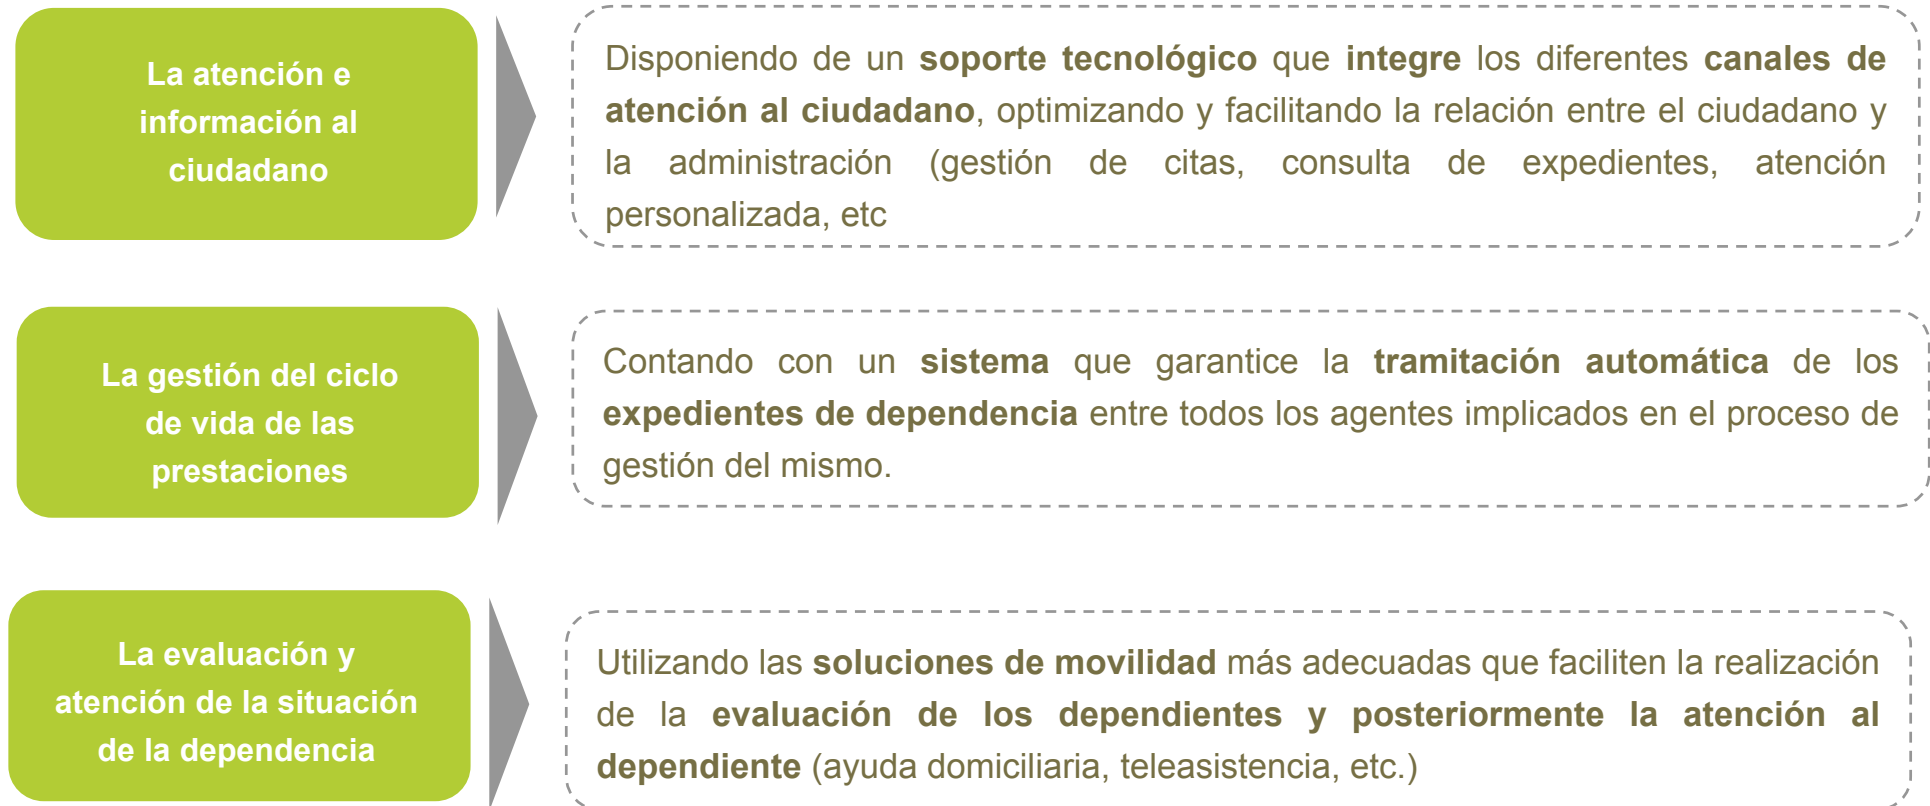 La atención e
información al
ciudadano
Disponiendo de un soporte tecnológico que integre los diferentes canales de
atención al ciudadano, optimizando y facilitando la relación entre el ciudadano y
la administración (gestión de citas, consulta de expedientes, atención
personalizada, etc
La gestión del ciclo
de vida de las
prestaciones
Contando con un sistema que garantice la tramitación automática de los
expedientes de dependencia entre todos los agentes implicados en el proceso de
gestión del mismo.
La evaluación y
atención de la situación
de la dependencia
Utilizando las soluciones de movilidad más adecuadas que faciliten la realización
de la evaluación de los dependientes y posteriormente la atención al
dependiente (ayuda domiciliaria, teleasistencia, etc.)